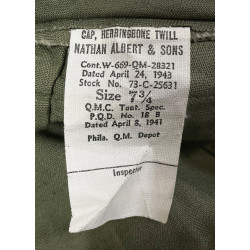 CAP, HERRINGBONE TWILL
NATHAN ALBERT & SONS
Cont.W-669-QM-28321
Dated April 24, 1943
Stock No. 73-C-25631
Size 7 3/4
Q.M.C. Tent. Spec.
P.Q.D. No. 18 B
Dated April 8, 1941
Phila. Q.M. Depot
Inspector